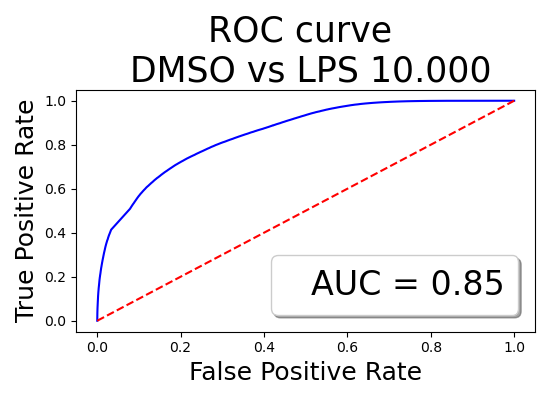 ROC curve
DMSO vs LPS 10.000
True Positive Rate
1.0
0.8
0.6
0.4
0.2
0.0
AUC = 0.85
0.0 0.2 0.4 0.6 0.8 1.0
False Positive Rate